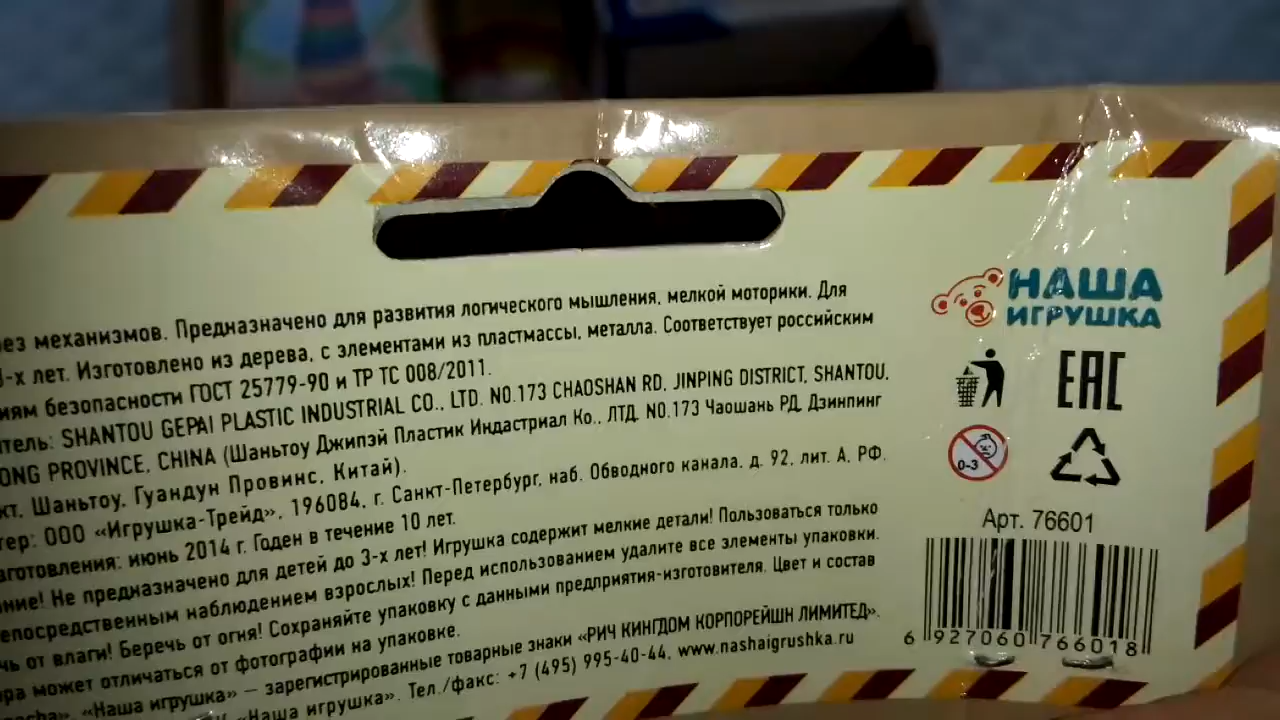 ез механизмов. Предназначено для развития логического мышления, мелкой моторики. Для
3-х лет. Изготовлено из дерева, с элементами из пластмассы, металла. Соответствует российским
иям безопасности ГОСТ 25779-90 и ТР ТС 008/2011.
тель: SHANTOU GEPAI PLASTIC INDUSTRIAL CO., LTD. NO.173 CHAOSHAN RD, JINPING DISTRICT, SHANTOU,
ONG PROVINCE, CHINA (Шаньтоу Джипэй Пластик Индастриал Ко., ЛТД. NO.173 Чаошань РД, Дзинпинг
кт, Шаньтоу, Гуандун Провинс, Китай).
тер: ООО «Игрушка-Трейд», 196084, г. Санкт-Петербург, наб. Обводного канала, д. 92, лит. А, РФ.
зготовления: июнь 2014 г. Годен в течение 10 лет.
ние! Не предназначено для детей до 3-х лет! Игрушка содержит мелкие детали! Пользоваться только
епосредственным наблюдением взрослых! Перед использованием удалите все элементы упаковки.
чь от влаги! Беречь от огня! Сохраняйте упаковку с данными предприятия-изготовителя. Цвет и состав
ра может отличаться от фотографии на упаковке.
«Наша игрушка» – зарегистрированные товарные знаки «РИЧ КИНГДОМ КОРПОРЕЙШН ЛИМИТЕД».
«Наша игрушка». Тел./факс: +7 (495) 995-40-44, www.nashaigrushka.ru
НАША
ИГРУШКА
EAC
0-3
Арт. 76601
6 927060 766018